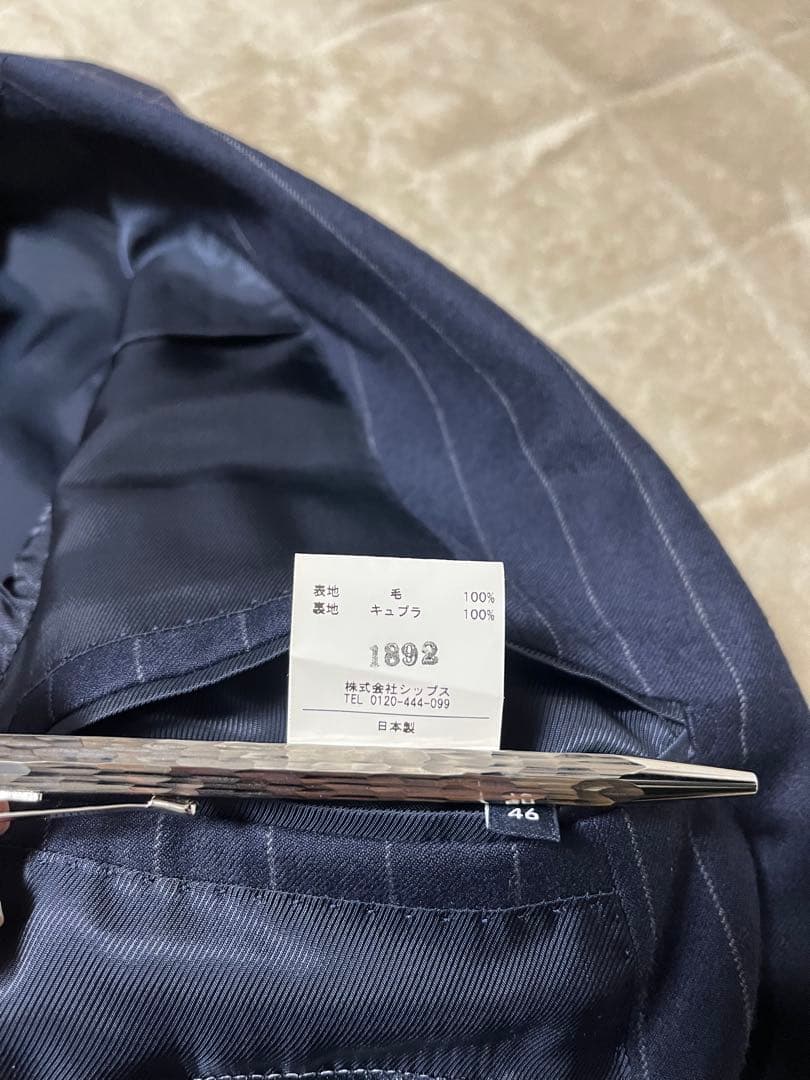 表地 毛 100%
裏地 キュプラ 100%
1892
株式会社シップス
TEL 0120-444-099
日本製
46